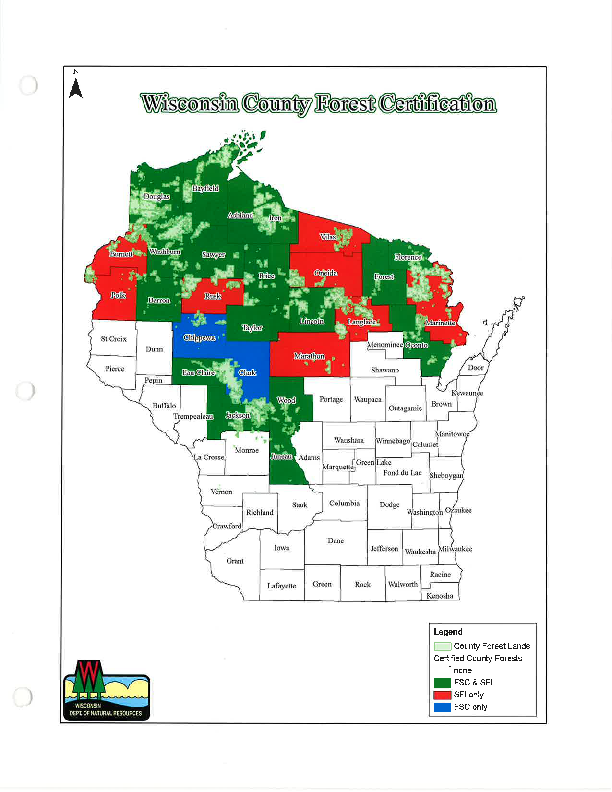 N
Wisconsin County Forest Certification
Bayfield
Douglas
Ashland
Iron
Vilas
Burnett
Washburn
Sawyer
Florence
Price
Oneida
Forest
Polk
Barron
Rusk
Lincoln
Langlade
Marinette
Chippewa
Taylor
St Croix
Dunn
Menominee
Oconto
Marathon
Pierce
Eau Claire
Clark
Shawano
Door
Pepin
Buffalo
Trempealeau
Jackson
Wood
Portage
Waupaca
Outagamie
Brown
Kewaunee
Monroe
La Crosse
Juneau
Adams
Waushara
Winnebago
Calumet
Manitowoc
Marquette
Green Lake
Fond du Lac
Sheboygan
Vernon
Richland
Sauk
Columbia
Dodge
Washington
Ozaukee
Crawford
Iowa
Dane
Jefferson
Waukesha
Milwaukee
Grant
Lafayette
Green
Rock
Walworth
Racine
Kenosha
Legend
County Forest Lands
Certified County Forests
none
FSC & SFI
SFI only
FSC only
WISCONSIN
DEPT. OF NATURAL RESOURCES